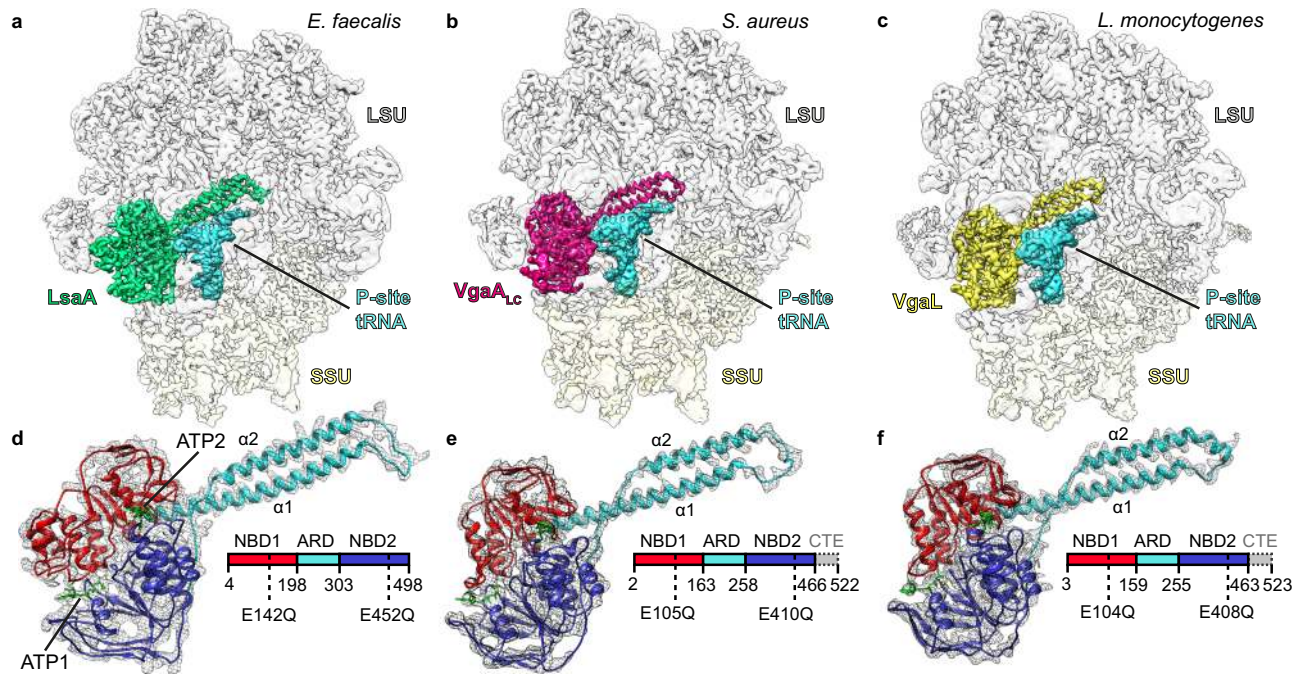 a
E. faecalis
b
S. aureus
c
L. monocytogenes
LSU
LSU
LSU
LsaA
P-site
tRNA
VgaALC
P-site
tRNA
VgaL
P-site
tRNA
SSU
SSU
SSU
d
ATP2
α2
α1
ATP1
NBD1 ARD NBD2
4 198 303 498
E142Q E452Q
e
α2
α1
NBD1 ARD NBD2 CTE
2 163 258 466 522
E105Q E410Q
f
α2
α1
NBD1 ARD NBD2 CTE
3 159 255 463 523
E104Q E408Q